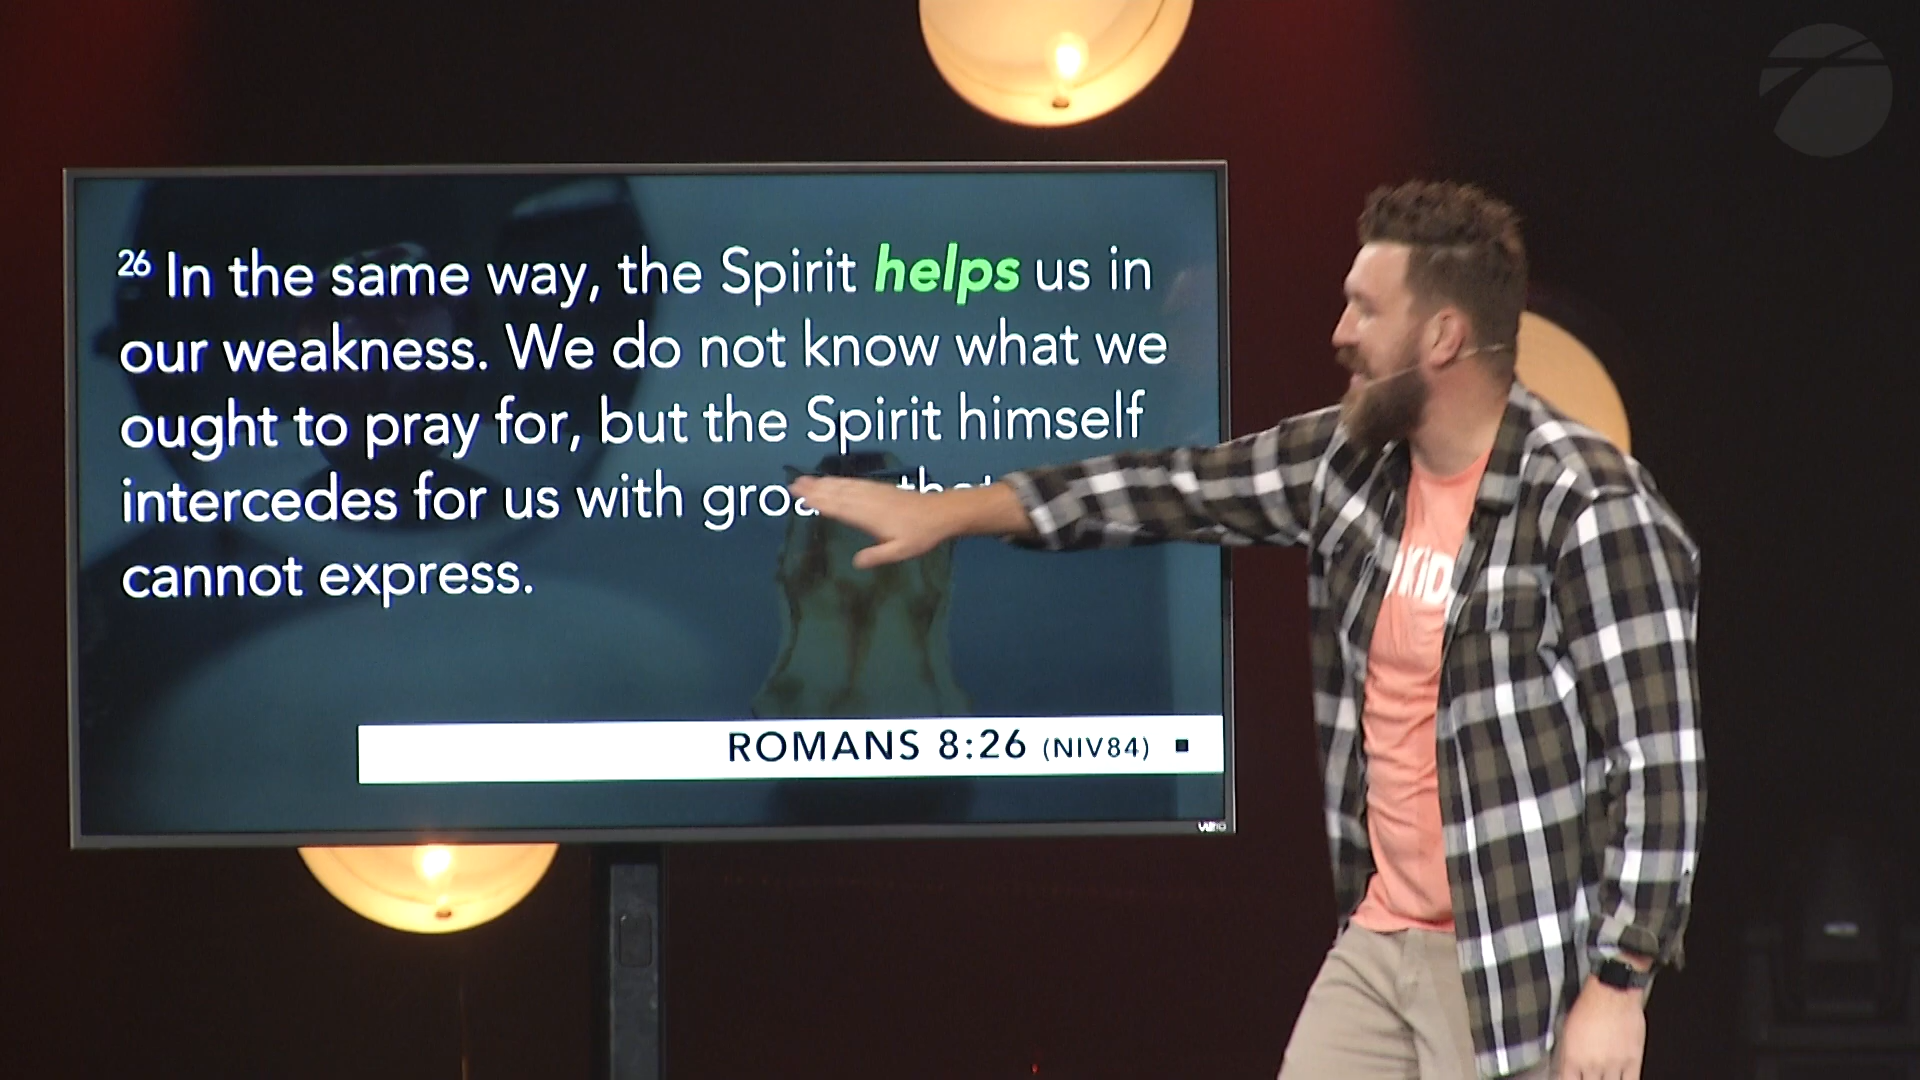 26 In the same way, the Spirit helps us in
our weakness. We do not know what we
ought to pray for, but the Spirit himself
intercedes for us with
cannot express.
ROMANS 8:26 (NIV84)
VIZIO